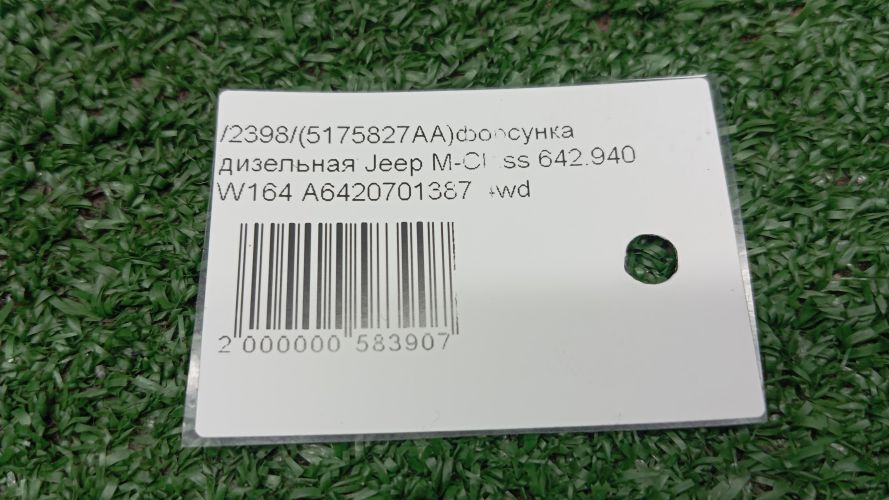 /2398/(5175827AA)форсунка
дизельная Jeep M-Class 642.940
W164 A6420701387 4wd
2 000000 583907